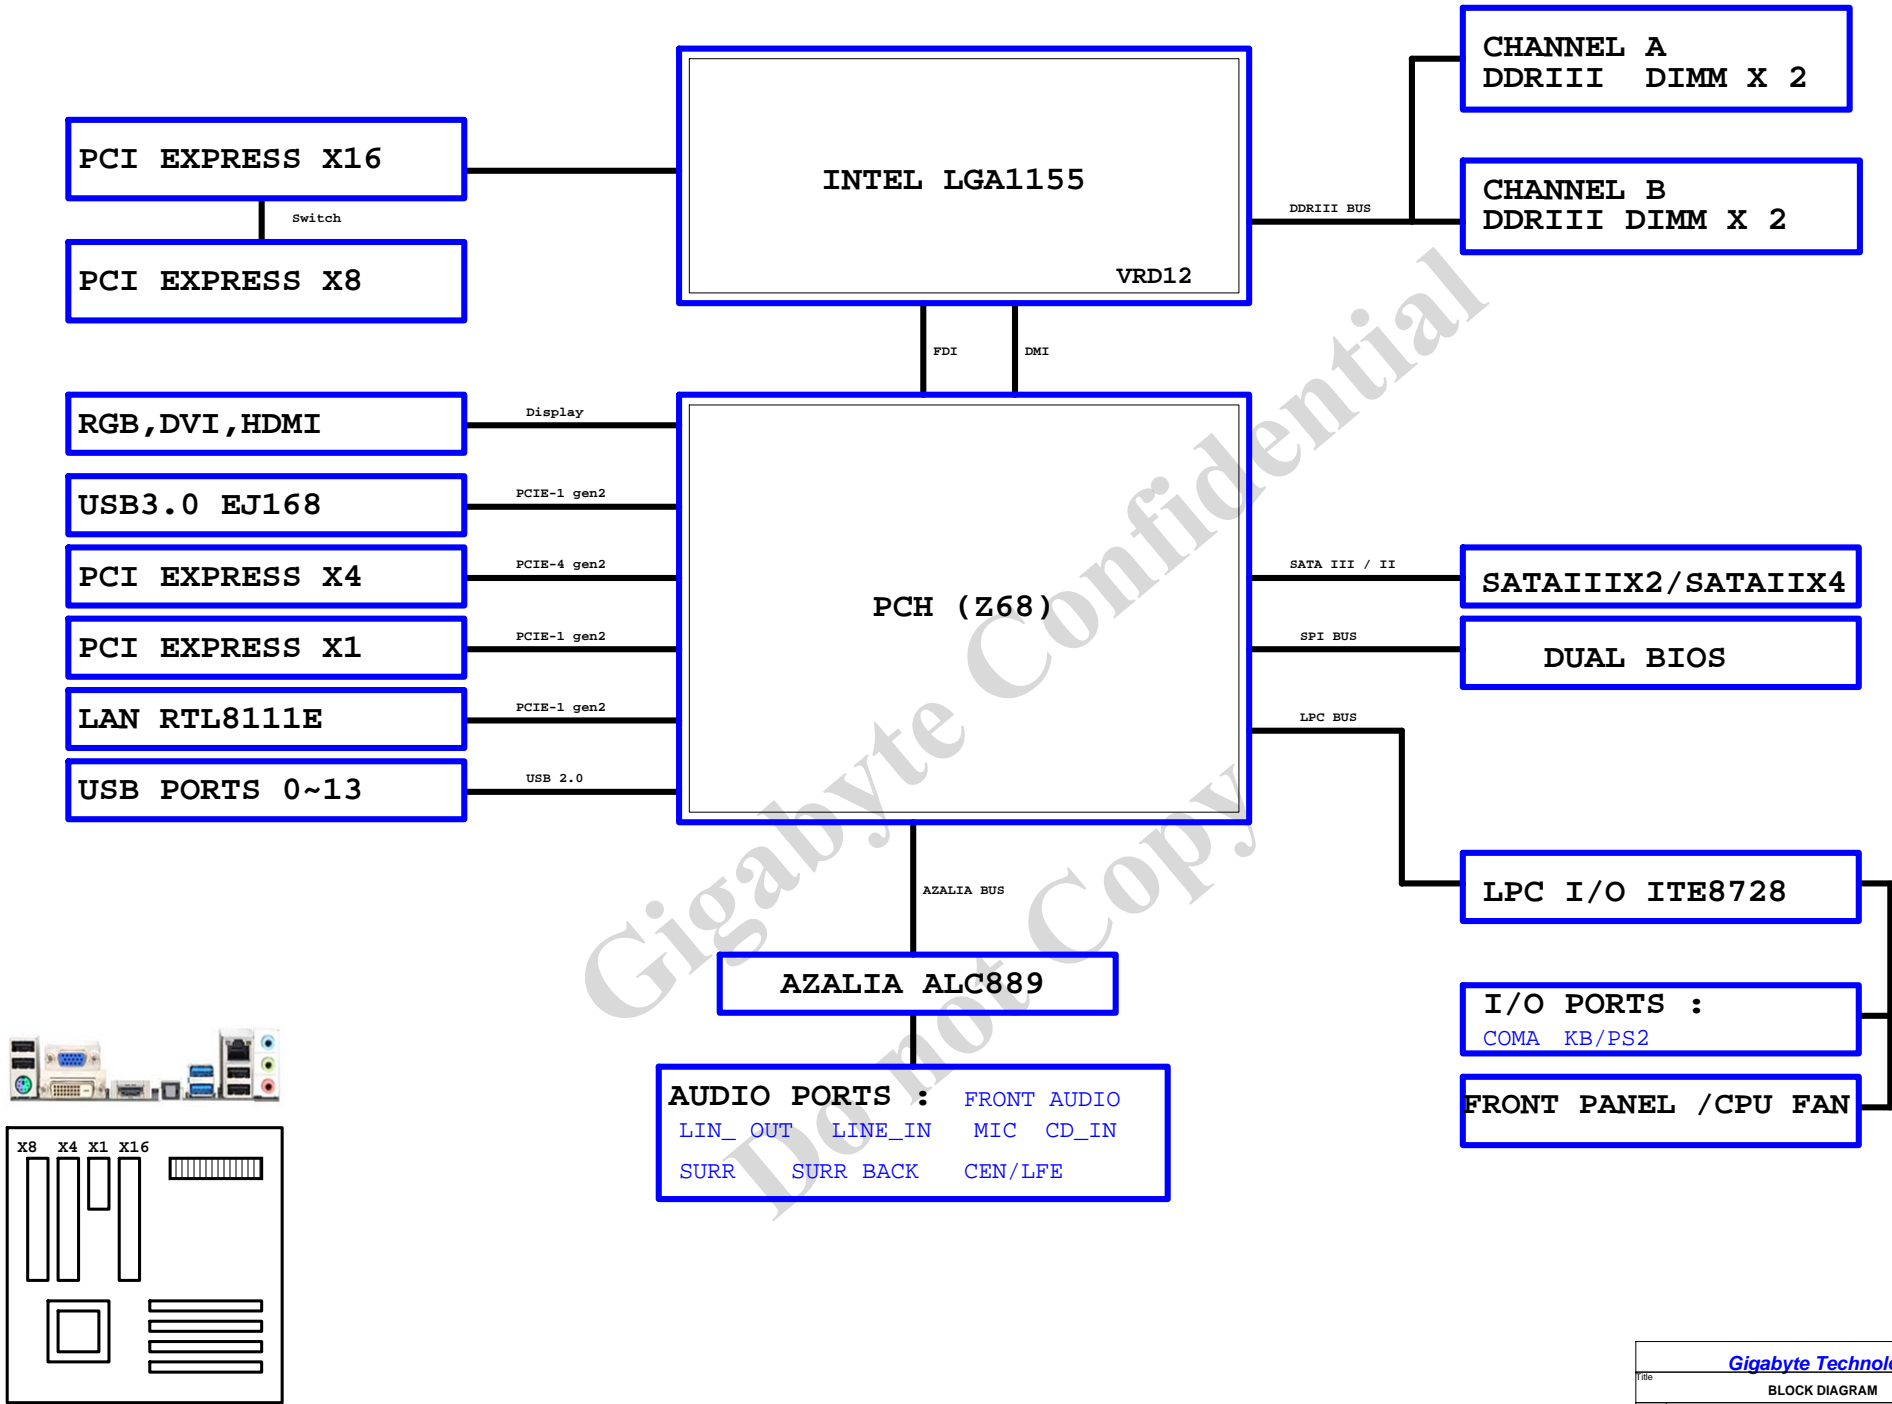 CHANNEL A
DDRIII DIMM X 2
PCI EXPRESS X16
INTEL LGA1155
CHANNEL B
DDRIII DIMM X 2
Switch
DDRIII BUS
PCI EXPRESS X8
VRD12
FDI
DMI
RGB,DVI,HDMI
Display
USB3.0 EJ168
PCIE-1 gen2
PCI EXPRESS X4
PCIE-4 gen2
PCH (Z68)
SATA III / II
SATAIIIX2/SATAIIX4
PCI EXPRESS X1
PCIE-1 gen2
SPI BUS
DUAL BIOS
LAN RTL8111E
PCIE-1 gen2
LPC BUS
USB PORTS 0~13
USB 2.0
AZALIA BUS
LPC I/O ITE8728
AZALIA ALC889
I/O PORTS :
COMA KB/PS2
AUDIO PORTS : FRONT AUDIO
LIN_ OUT LINE_IN MIC CD_IN
SURR SURR BACK CEN/LFE
FRONT PANEL /CPU FAN
X8 X4 X1 X16
Gigabyte Confidential
Do not Copy
Gigabyte Technolo
Title
BLOCK DIAGRAM